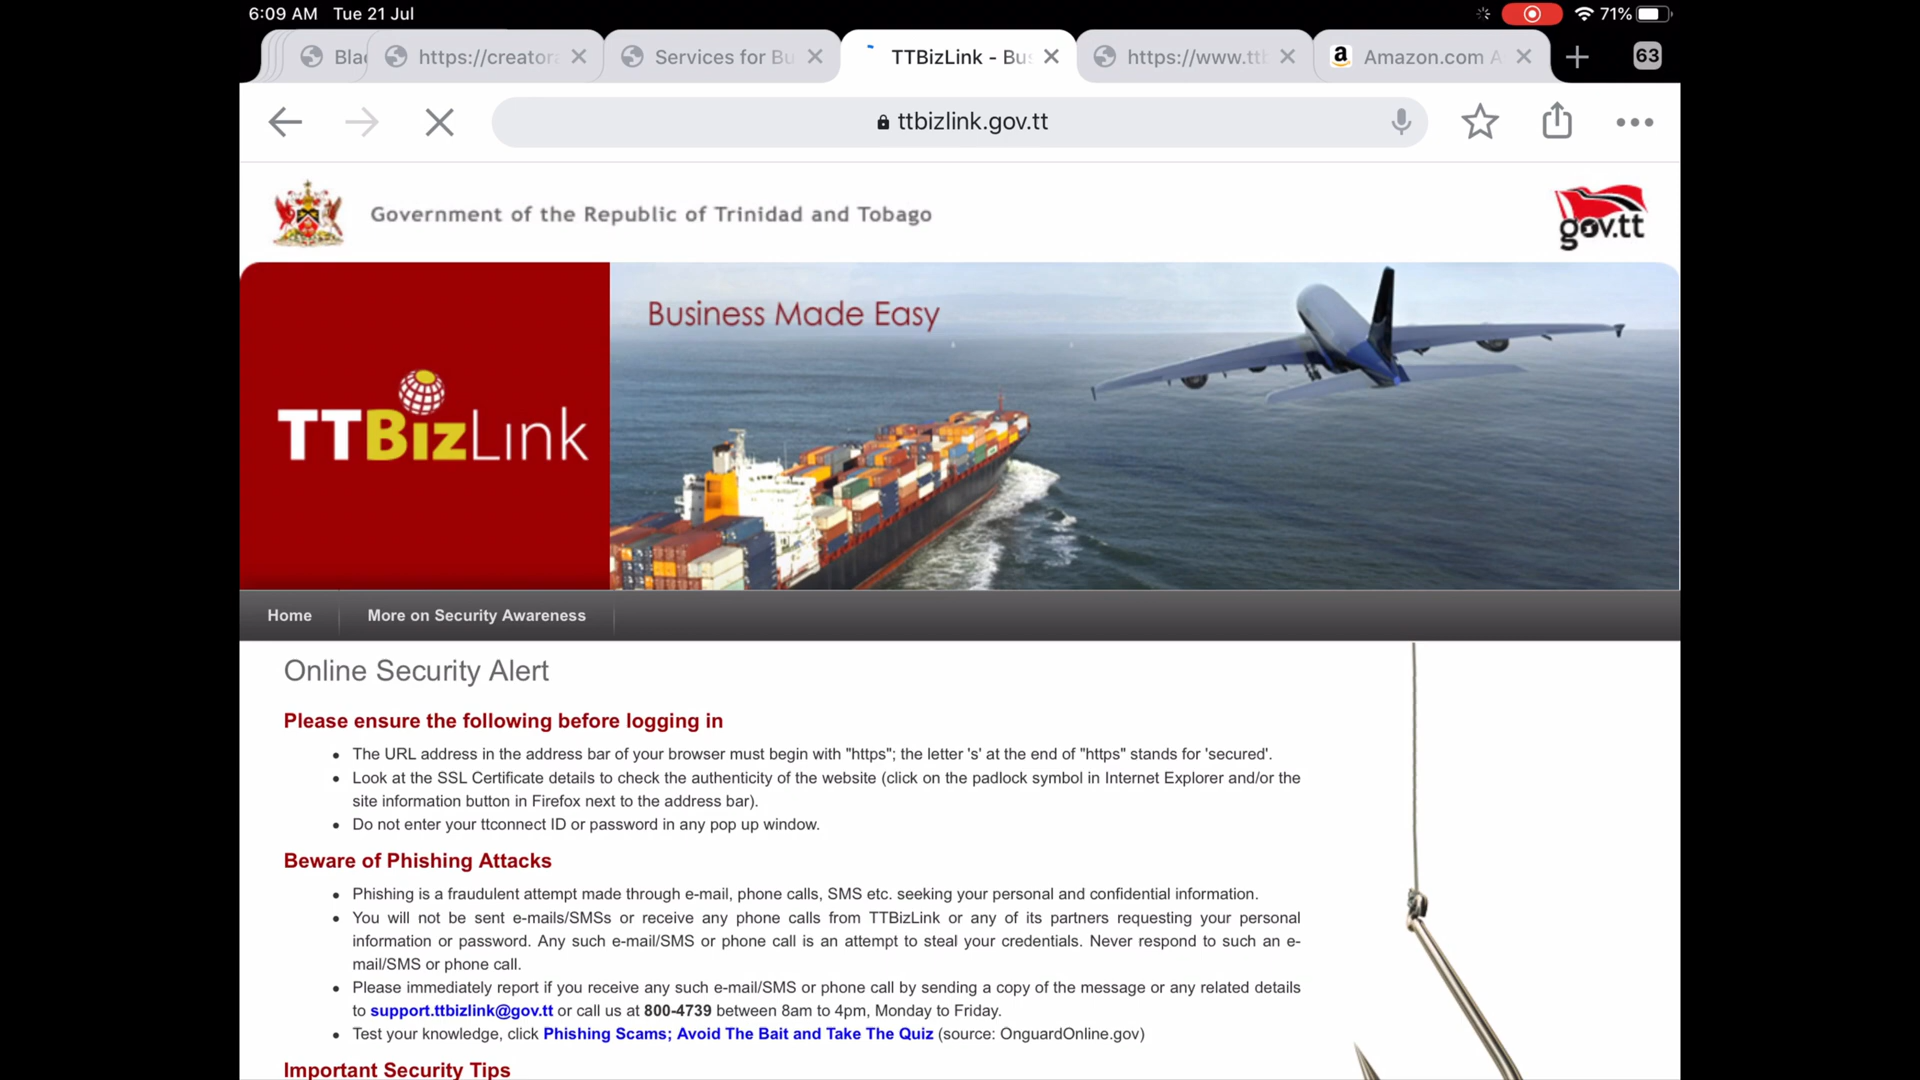 6:09 AM Tue 21 Jul 71%
Bla https://creatora Services for Bu TTBizLink - Bus https://www.ttb Amazon.com A 63
ttbizlink.gov.tt
Government of the Republic of Trinidad and Tobago
gov.tt
Business Made Easy
TTBizLink
Home More on Security Awareness
Online Security Alert
Please ensure the following before logging in
• The URL address in the address bar of your browser must begin with "https"; the letter 's' at the end of "https" stands for 'secured'.
• Look at the SSL Certificate details to check the authenticity of the website (click on the padlock symbol in Internet Explorer and/or the
site information button in Firefox next to the address bar).
• Do not enter your ttconnect ID or password in any pop up window.
Beware of Phishing Attacks
• Phishing is a fraudulent attempt made through e-mail, phone calls, SMS etc. seeking your personal and confidential information.
• You will not be sent e-mails/SMSs or receive any phone calls from TTBizLink or any of its partners requesting your personal
information or password. Any such e-mail/SMS or phone call is an attempt to steal your credentials. Never respond to such an e-
mail/SMS or phone call.
• Please immediately report if you receive any such e-mail/SMS or phone call by sending a copy of the message or any related details
to support.ttbizlink@gov.tt or call us at 800-4739 between 8am to 4pm, Monday to Friday.
• Test your knowledge, click Phishing Scams; Avoid The Bait and Take The Quiz (source: OnguardOnline.gov)
Important Security Tips